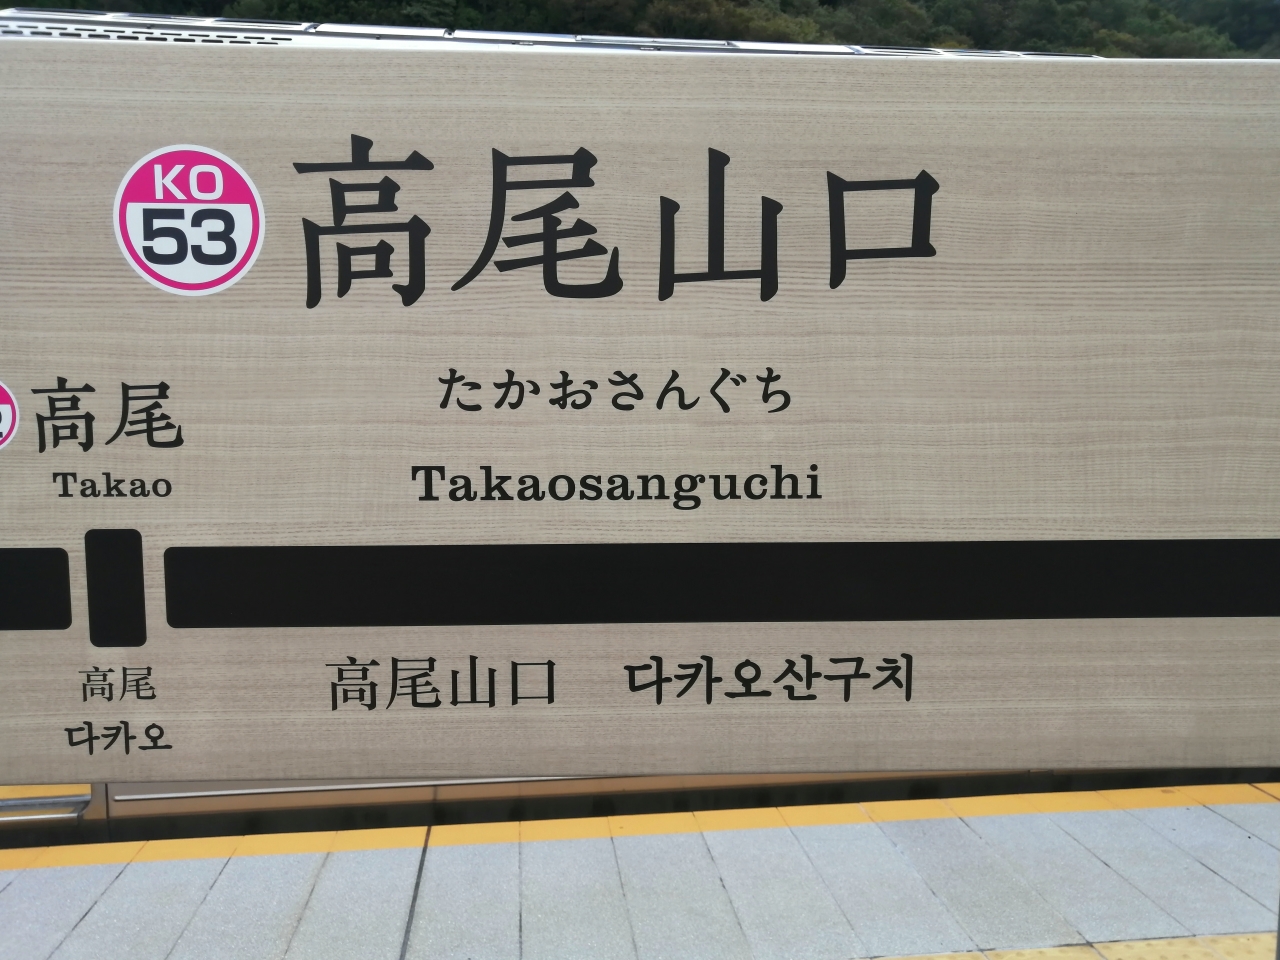 KO
53
高尾山口
たかおさんぐち
Takaosanguchi
高尾
Takao
高尾山口 다카오산구치
高尾
다카오